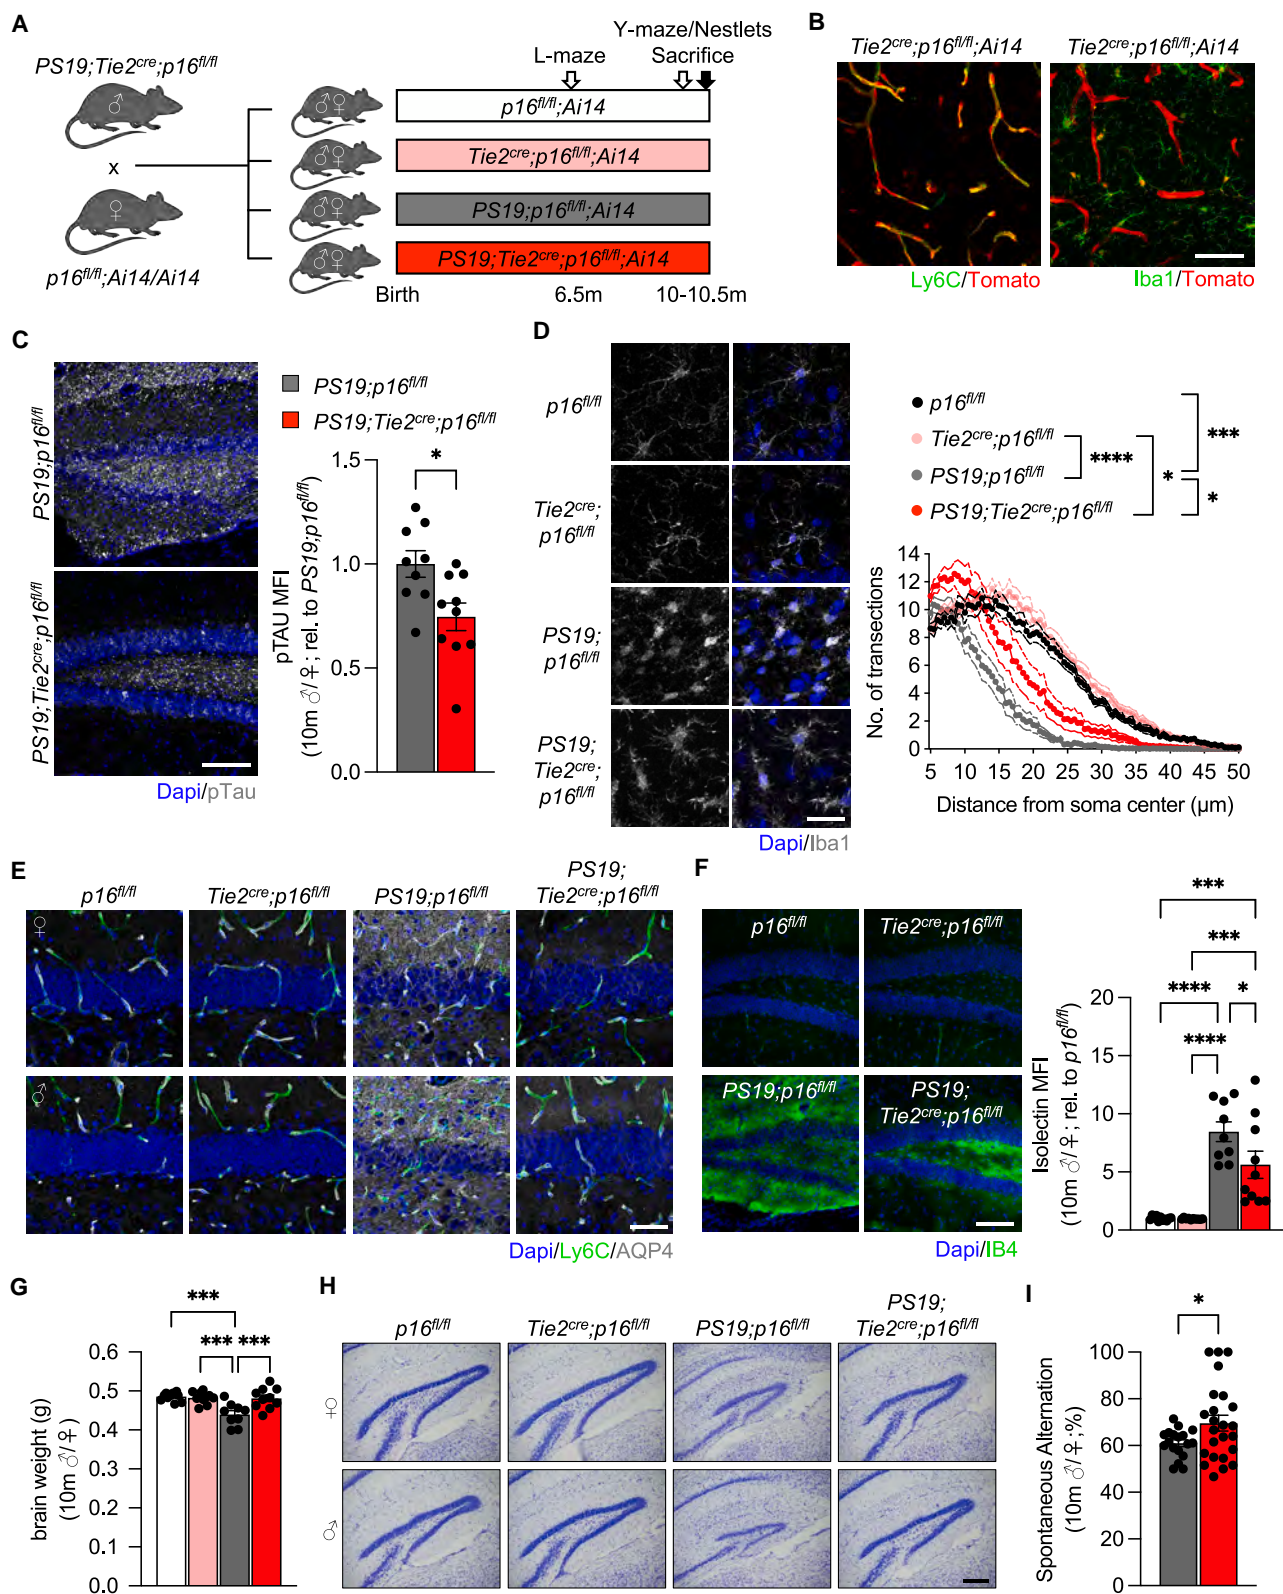 A
PS19;Tie2cre;p16fl/fl
♂
x
♀
p16fl/fl;Ai14/Ai14
Y-maze/Nestlets
L-maze
Sacrifice
♂♀
p16fl/fl;Ai14
♂♀
Tie2cre;p16fl/fl;Ai14
♂♀
PS19;p16fl/fl;Ai14
♂♀
PS19;Tie2cre;p16fl/fl;Ai14
Birth
6.5m
10-10.5m
B
Tie2cre;p16fl/fl;Ai14
Tie2cre;p16fl/fl;Ai14
Ly6C/Tomato
Iba1/Tomato
C
PS19;p16fl/fl
PS19;Tie2cre;p16fl/fl
Dapi/pTau
PS19;p16fl/fl
PS19;Tie2cre;p16fl/fl
pTAU MFI
(10m ♂/♀; rel. to PS19;p16fl/fl)
1.5
1.0
0.5
0.0
*
D
p16fl/fl
Tie2cre;
p16fl/fl
PS19;
p16fl/fl
PS19;
Tie2cre;
p16fl/fl
Dapi/Iba1
p16fl/fl
Tie2cre;p16fl/fl
PS19;p16fl/fl
PS19;Tie2cre;p16fl/fl
****
*
***
*
No. of transections
14
12
10
8
6
4
2
0
5 10 15 20 25 30 35 40 45 50
Distance from soma center (µm)
E
p16fl/fl
Tie2cre;p16fl/fl
PS19;p16fl/fl
PS19;
Tie2cre;p16fl/fl
♀
♂
Dapi/Ly6C/AQP4
F
p16fl/fl
Tie2cre;p16fl/fl
PS19;p16fl/fl
PS19;
Tie2cre;p16fl/fl
Dapi/IB4
Isolectin MFI
(10m ♂/♀; rel. to p16fl/fl)
20
15
10
5
0
***
***
****
*
****
G
brain weight (g)
(10m ♂/♀)
0.6
0.5
0.4
0.3
0.2
0.1
0.0
***
***
***
H
p16fl/fl
Tie2cre;p16fl/fl
PS19;p16fl/fl
PS19;
Tie2cre;p16fl/fl
♀
♂
I
Spontaneous Alternation
(10m ♂/♀;%)
100
80
60
40
20
0
*